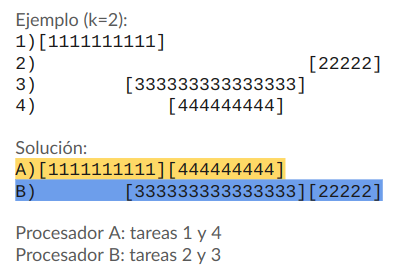 Ejemplo (k=2):
1)[1111111111]
2)                         [22222]
3)        [333333333333333]
4)            [444444444]
Solución:
A)[1111111111][444444444]
B)        [333333333333333][22222]
Procesador A: tareas 1 y 4
Procesador B: tareas 2 y 3